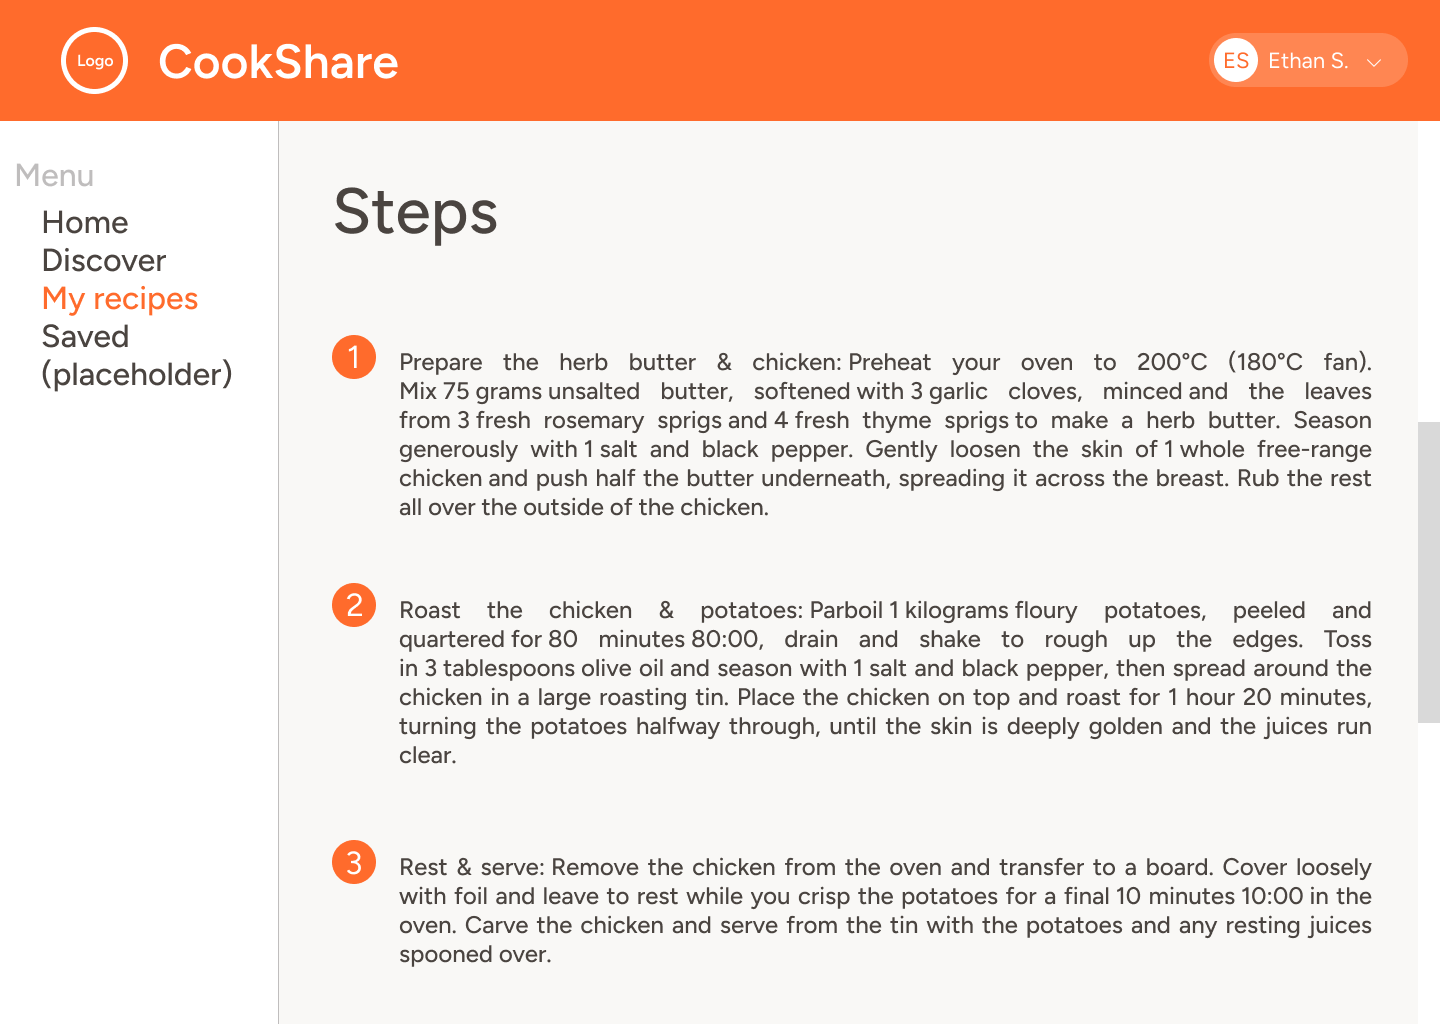 Logo
CookShare
ES
Ethan S.
Menu
Home
Discover
My recipes
Saved
(placeholder)
Steps
1
Prepare the herb butter & chicken: Preheat your oven to 200°C (180°C fan).
Mix 75 grams unsalted butter, softened with 3 garlic cloves, minced and the leaves
from 3 fresh rosemary sprigs and 4 fresh thyme sprigs to make a herb butter. Season
generously with 1 salt and black pepper. Gently loosen the skin of 1 whole free-range
chicken and push half the butter underneath, spreading it across the breast. Rub the rest
all over the outside of the chicken.
2
Roast the chicken & potatoes: Parboil 1 kilograms floury potatoes, peeled and
quartered for 80 minutes 80:00, drain and shake to rough up the edges. Toss
in 3 tablespoons olive oil and season with 1 salt and black pepper, then spread around the
chicken in a large roasting tin. Place the chicken on top and roast for 1 hour 20 minutes,
turning the potatoes halfway through, until the skin is deeply golden and the juices run
clear.
3
Rest & serve: Remove the chicken from the oven and transfer to a board. Cover loosely
with foil and leave to rest while you crisp the potatoes for a final 10 minutes 10:00 in the
oven. Carve the chicken and serve from the tin with the potatoes and any resting juices
spooned over.